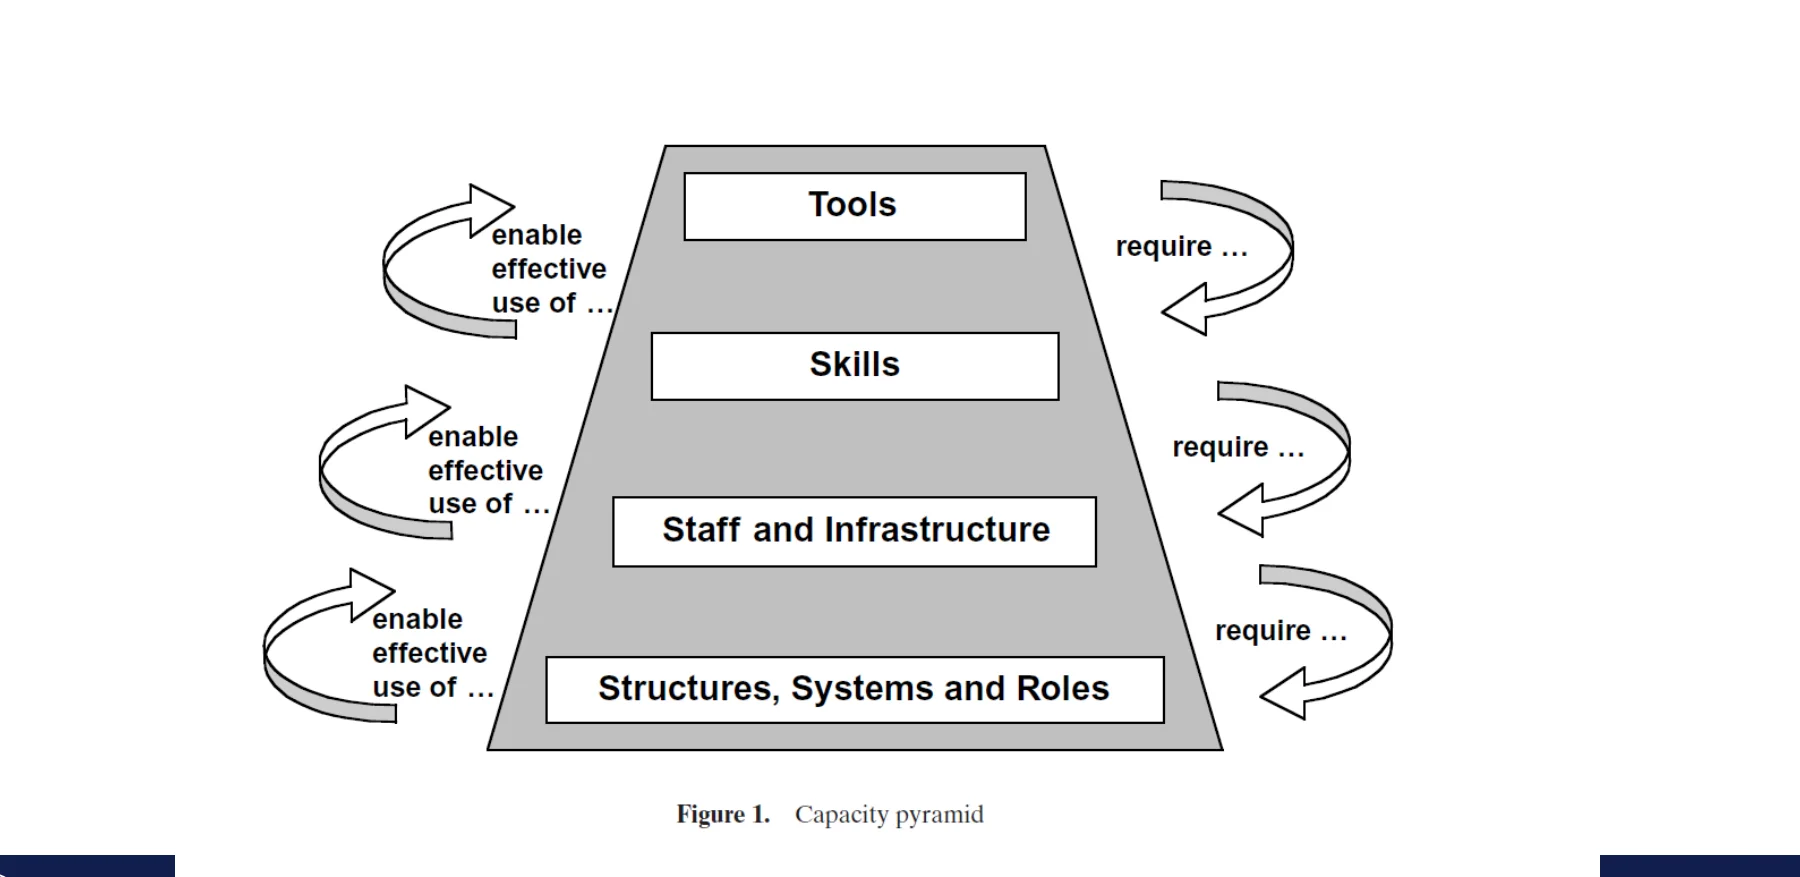 Tools
enable
effective
use of …
require …
Skills
enable
effective
use of …
require …
Staff and Infrastructure
enable
effective
use of …
require …
Structures, Systems and Roles
Figure 1. Capacity pyramid